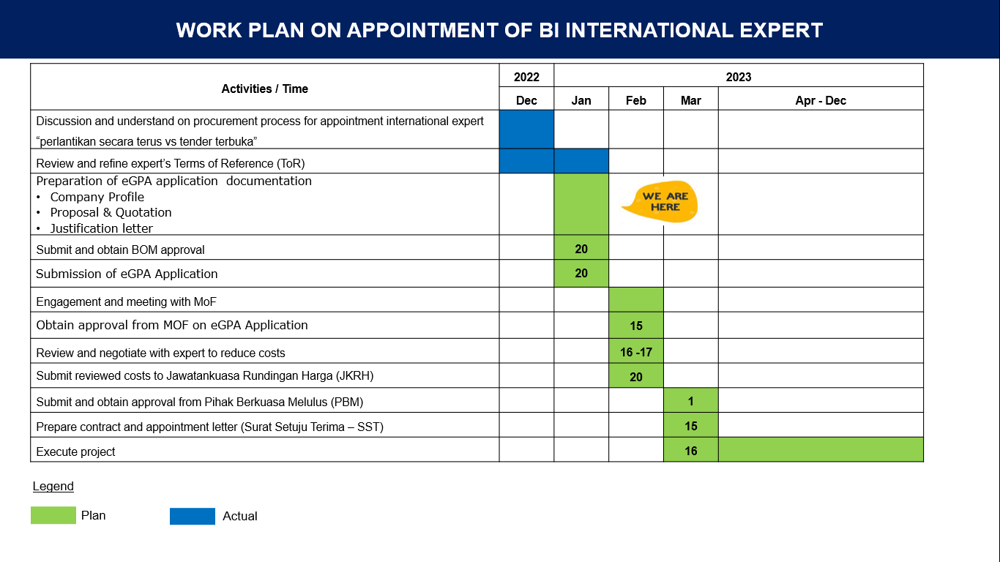 WORK PLAN ON APPOINTMENT OF BI INTERNATIONAL EXPERT
Activities / Time
2022
2023
Dec
Jan
Feb
Mar
Apr - Dec
Discussion and understand on procurement process for appointment international expert
“perlantikan secara terus vs tender terbuka”
Review and refine expert’s Terms of Reference (ToR)
Preparation of eGPA application documentation
• Company Profile
• Proposal & Quotation
• Justification letter
WE ARE
HERE
Submit and obtain BOM approval
20
Submission of eGPA Application
20
Engagement and meeting with MoF
Obtain approval from MOF on eGPA Application
15
Review and negotiate with expert to reduce costs
16 -17
Submit reviewed costs to Jawatankuasa Rundingan Harga (JKRH)
20
Submit and obtain approval from Pihak Berkuasa Melulus (PBM)
1
Prepare contract and appointment letter (Surat Setuju Terima – SST)
15
Execute project
16
Legend
Plan
Actual